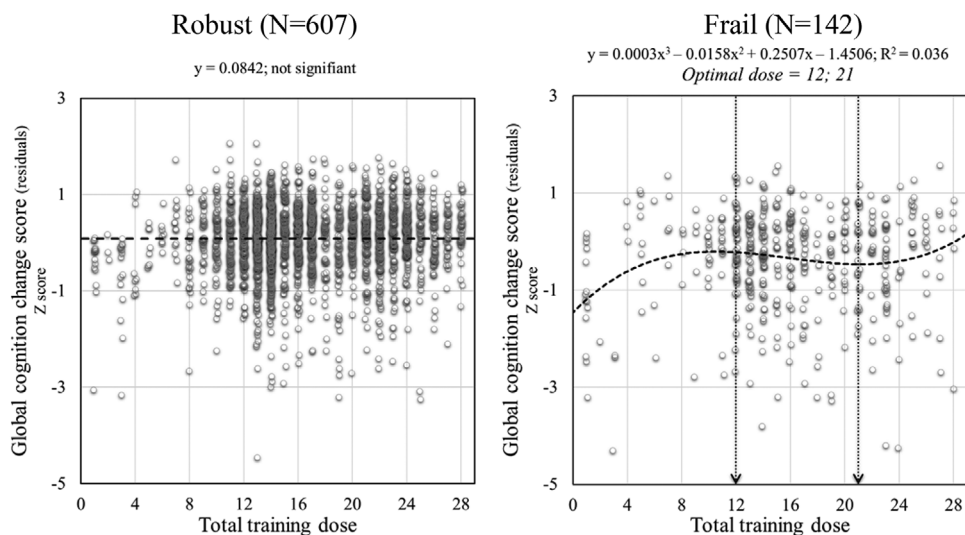 Robust (N=607)
y = 0.0842; not signifiant
3
1
-1
-3
-5
Global cognition change score (residuals)
Z score
0 4 8 12 16 20 24 28
Total training dose
Frail (N=142)
y = 0.0003x³ – 0.0158x² + 0.2507x – 1.4506; R² = 0.036
Optimal dose = 12; 21
3
1
-1
-3
-5
Global cognition change score (residuals)
Z score
0 4 8 12 16 20 24 28
Total training dose